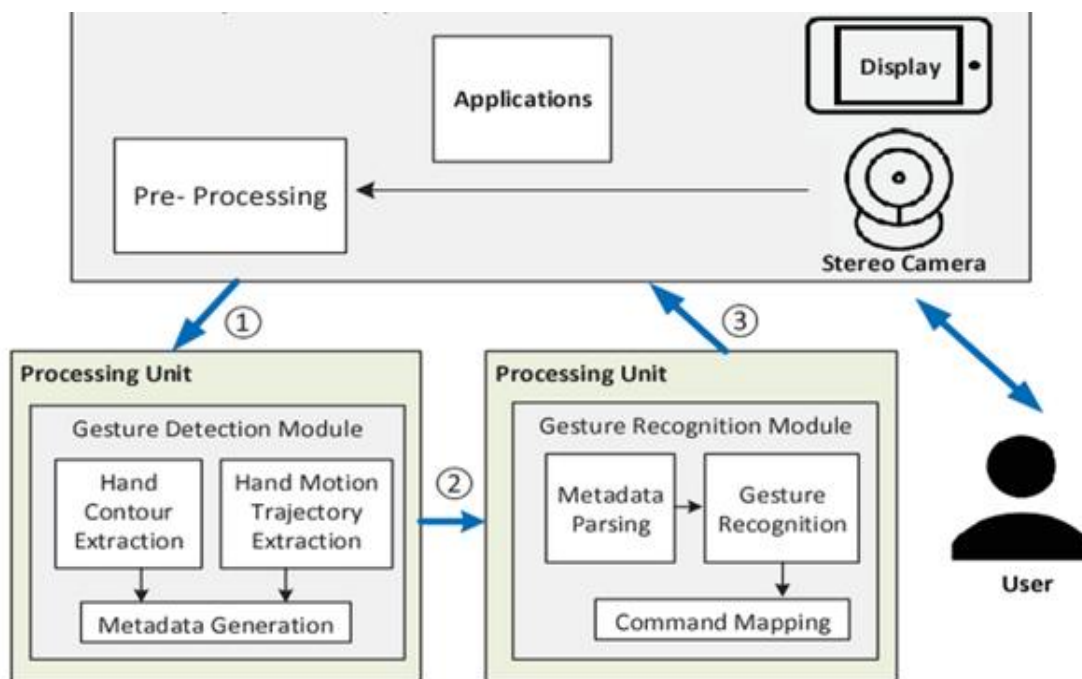 Display
Applications
Pre- Processing
Stereo Camera
①
③
Processing Unit
Gesture Detection Module
Hand
Contour
Extraction
Hand Motion
Trajectory
Extraction
Metadata Generation
②
Processing Unit
Gesture Recognition Module
Metadata
Parsing
Gesture
Recognition
Command Mapping
User